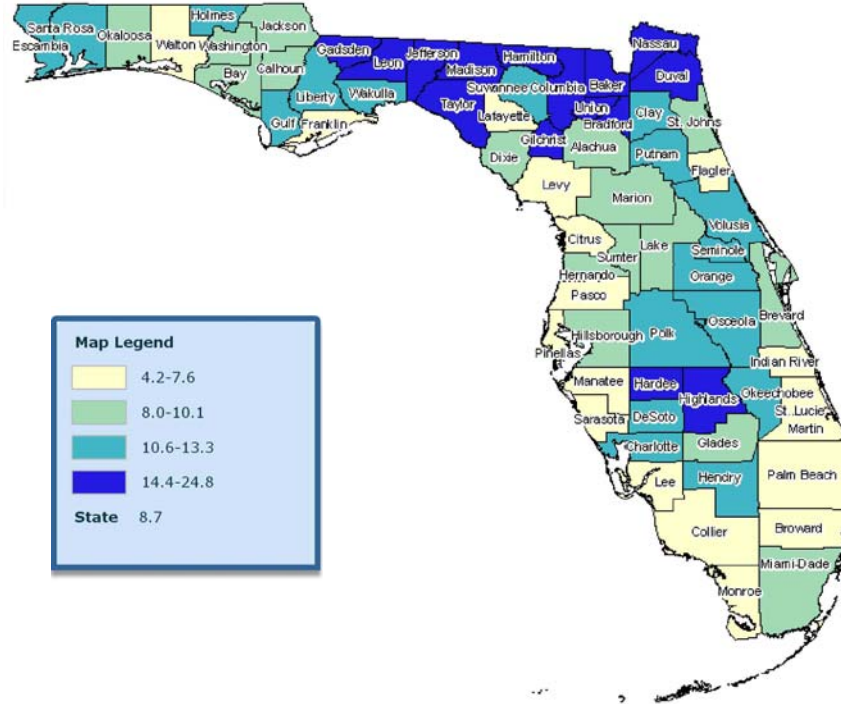 Holmes
Jackson
Santa Rosa
Escambia
Okaloosa
Walton
Washington
Bay
Calhoun
Gadsden
Leon
Jefferson
Madison
Hamilton
Nassau
Duval
Liberty
Wakulla
Gulf
Franklin
Taylor
Suwannee
Columbia
Baker
Lafayette
Union
Bradford
Clay
St. Johns
Gilchrist
Dixie
Alachua
Putnam
Flagler
Levy
Marion
Volusia
Citrus
Sumter
Lake
Seminole
Orange
Hernando
Pasco
Brevard
Hillsborough
Polk
Osceola
Pinellas
Indian River
Manatee
Hardee
Highlands
Okeechobee
St. Lucie
Sarasota
DeSoto
Martin
Charlotte
Glades
Lee
Hendry
Palm Beach
Collier
Broward
Miami-Dade
Monroe
Map Legend
4.2-7.6
8.0-10.1
10.6-13.3
14.4-24.8
State 8.7